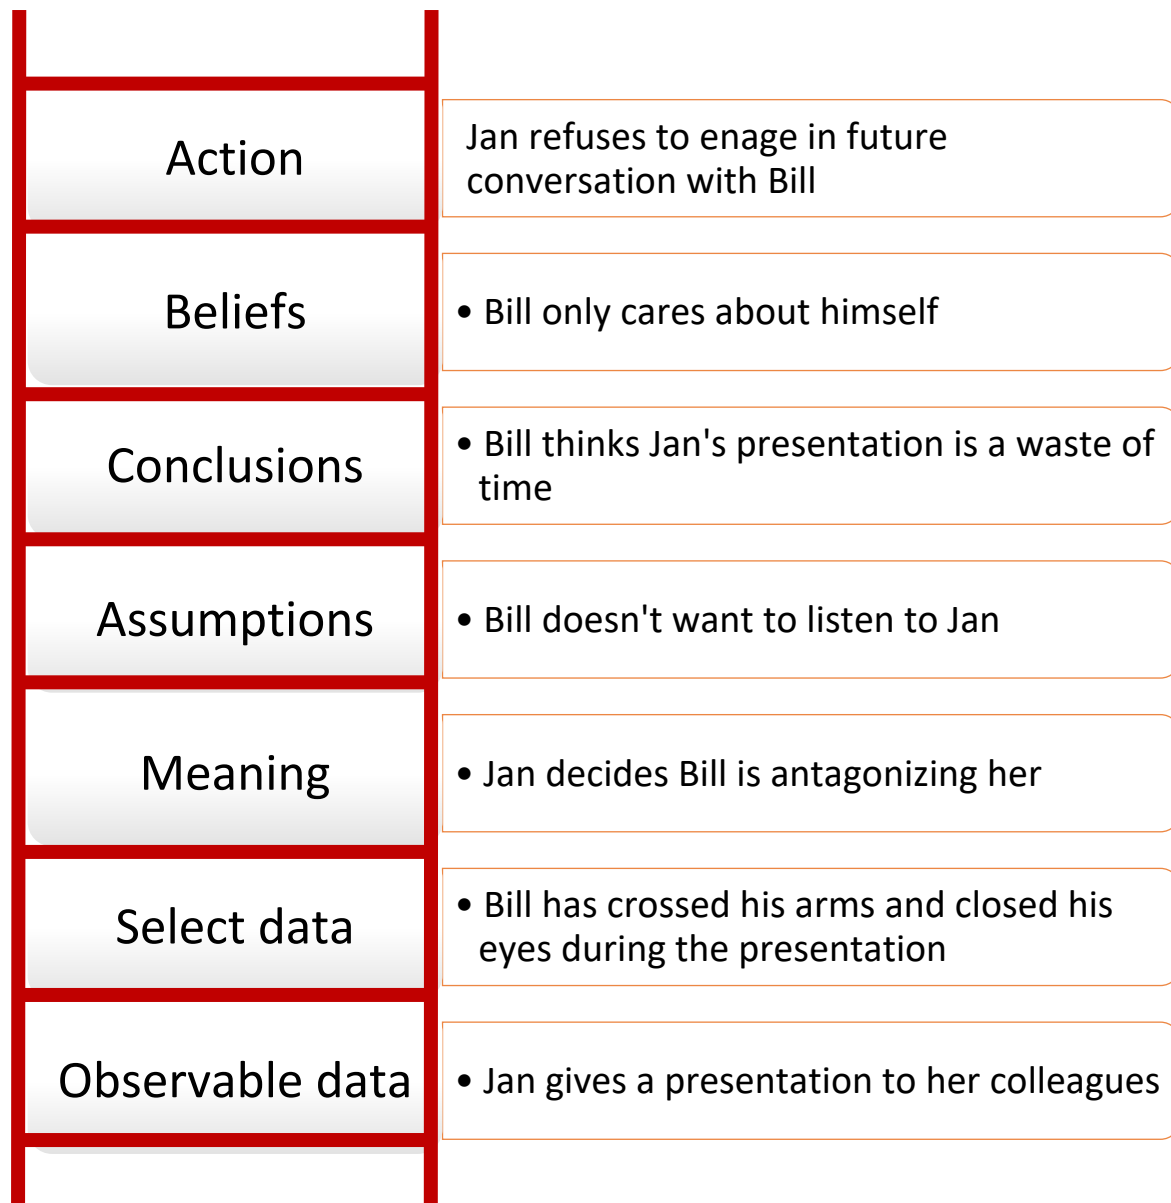 Action
Jan refuses to enage in future
conversation with Bill
Beliefs
• Bill only cares about himself
Conclusions
• Bill thinks Jan's presentation is a waste of
time
Assumptions
• Bill doesn't want to listen to Jan
Meaning
• Jan decides Bill is antagonizing her
Select data
• Bill has crossed his arms and closed his
eyes during the presentation
Observable data
• Jan gives a presentation to her colleagues